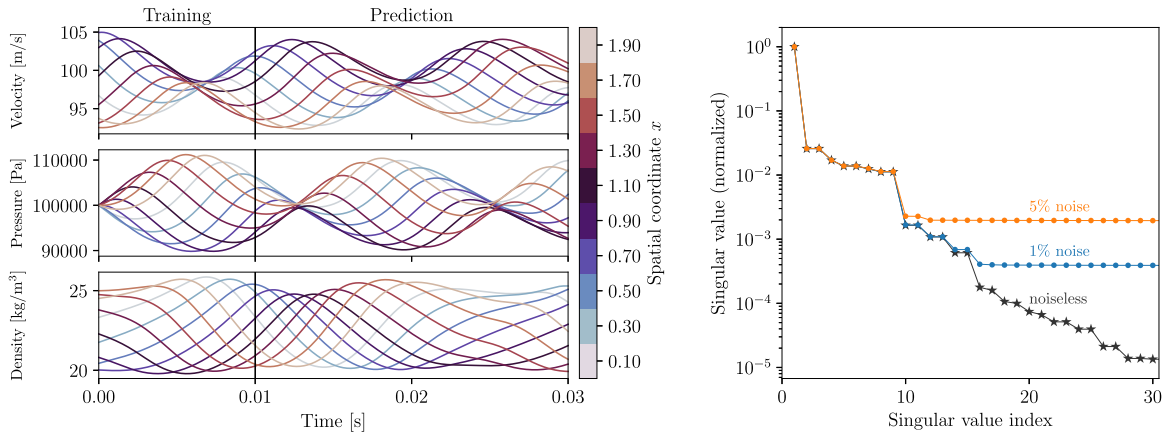 Training
Prediction
Velocity [m/s]
105
100
95
Pressure [Pa]
110000
100000
90000
Density [kg/m³]
25
20
0.00
0.01
0.02
0.03
Time [s]
1.90
1.70
1.50
1.30
1.10
0.90
0.70
0.50
0.30
0.10
Spatial coordinate x
Singular value (normalized)
10⁰
10⁻¹
10⁻²
10⁻³
10⁻⁴
10⁻⁵
5% noise
1% noise
noiseless
0
10
20
30
Singular value index